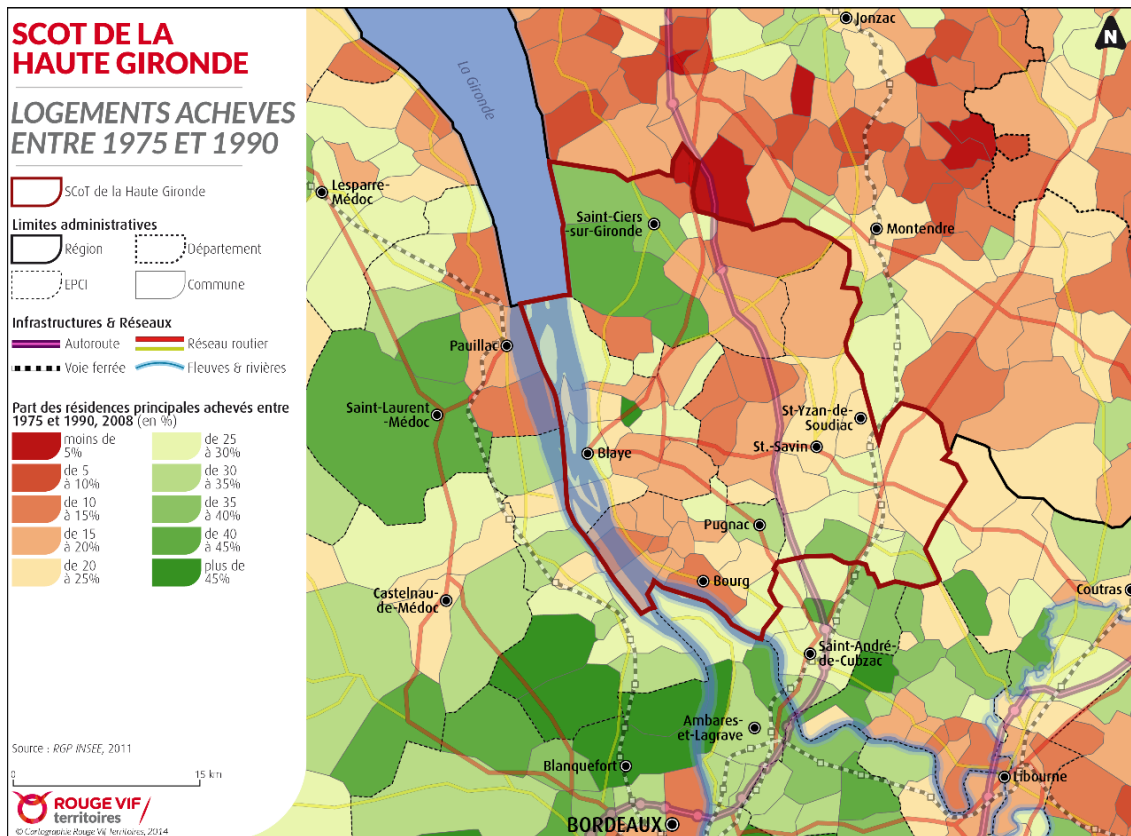 SCOT DE LA
HAUTE GIRONDE
LOGEMENTS ACHEVES
ENTRE 1975 ET 1990
SCoT de la Haute Gironde
Limites administratives
Région
Département
EPCI
Commune
Infrastructures & Réseaux
Autoroute
Réseau routier
Voie ferrée
Fleuves & rivières
Part des résidences principales achevés entre
1975 et 1990, 2008 (en %)
moins de
5%
de 5
à 10%
de 10
à 15%
de 15
à 20%
de 20
à 25%
de 25
à 30%
de 30
à 35%
de 35
à 40%
de 40
à 45%
plus de
45%
Source : RGP INSEE, 2011
0
15 km
ROUGE VIF
territoires
© Cartographie Rouge Vif Territoires, 2014
N
La Gironde
Jonzac
Lesparre-
Médoc
Saint-Ciers
-sur-Gironde
Montendre
Pauillac
Saint-Laurent
-Médoc
St-Yzan-de-
Soudiac
St.-Savin
Blaye
Pugnac
Bourg
Castelnau-
de-Médoc
Coutras
Saint-André-
de-Cubzac
Ambares-
et-Lagrave
Blanquefort
Libourne
BORDEAUX